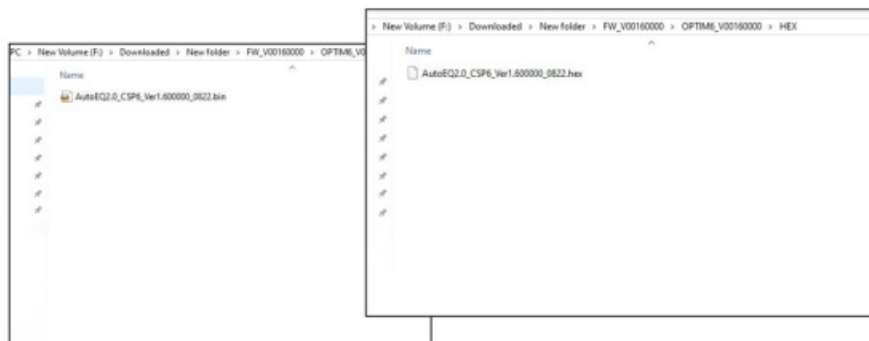 PC > New Volume (F:) > Downloaded > New folder > FW_V00160000 > OPTIM6_V0
Name
AutoEQ2.0_CSP6_Ver1.600000_0822.bin
> New Volume (F:) > Downloaded > New folder > FW_V00160000 > OPTIM6_V00160000 > HEX
Name
AutoEQ2.0_CSP6_Ver1.600000_0822.hex